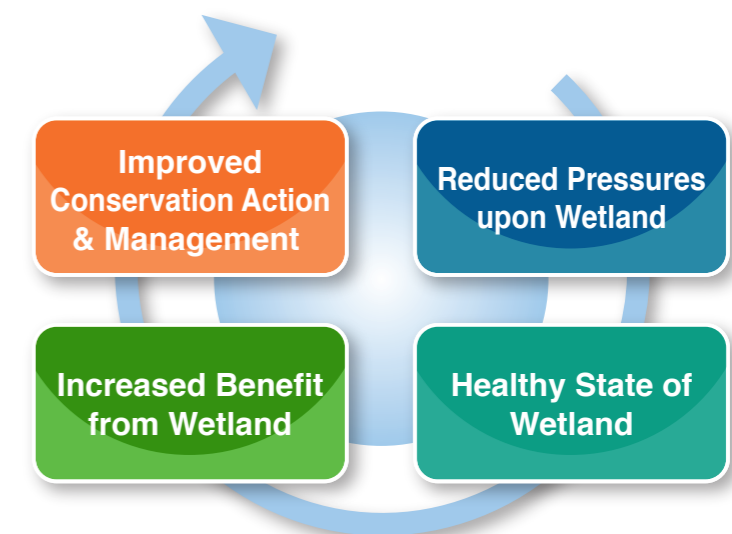 Improved
Conservation Action
& Management
Reduced Pressures
upon Wetland
Increased Benefit
from Wetland
Healthy State of
Wetland